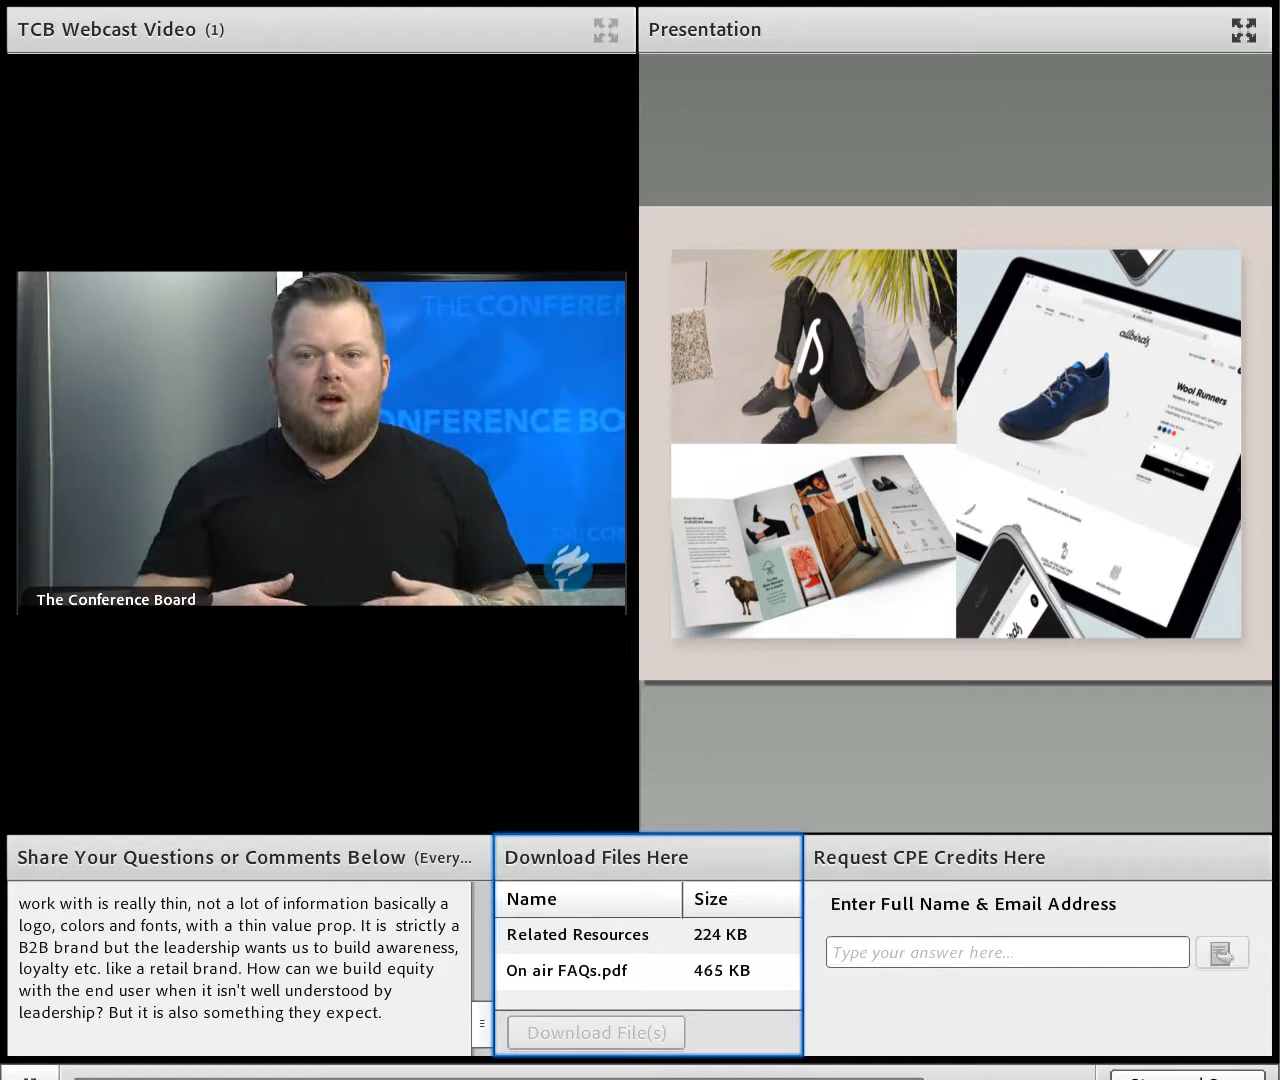 TCB Webcast Video (1)
Presentation
THE CONFEREN
CONFERENCE BO
The Conference Board
allbirds
Wool Runners
Share Your Questions or Comments Below (Every...
work with is really thin, not a lot of information basically a
logo, colors and fonts, with a thin value prop. It is strictly a
B2B brand but the leadership wants us to build awareness,
loyalty etc. like a retail brand. How can we build equity
with the end user when it isn't well understood by
leadership? But it is also something they expect.
Download Files Here
Name Size
Related Resources 224 KB
On air FAQs.pdf 465 KB
Download File(s)
Request CPE Credits Here
Enter Full Name & Email Address
Type your answer here...